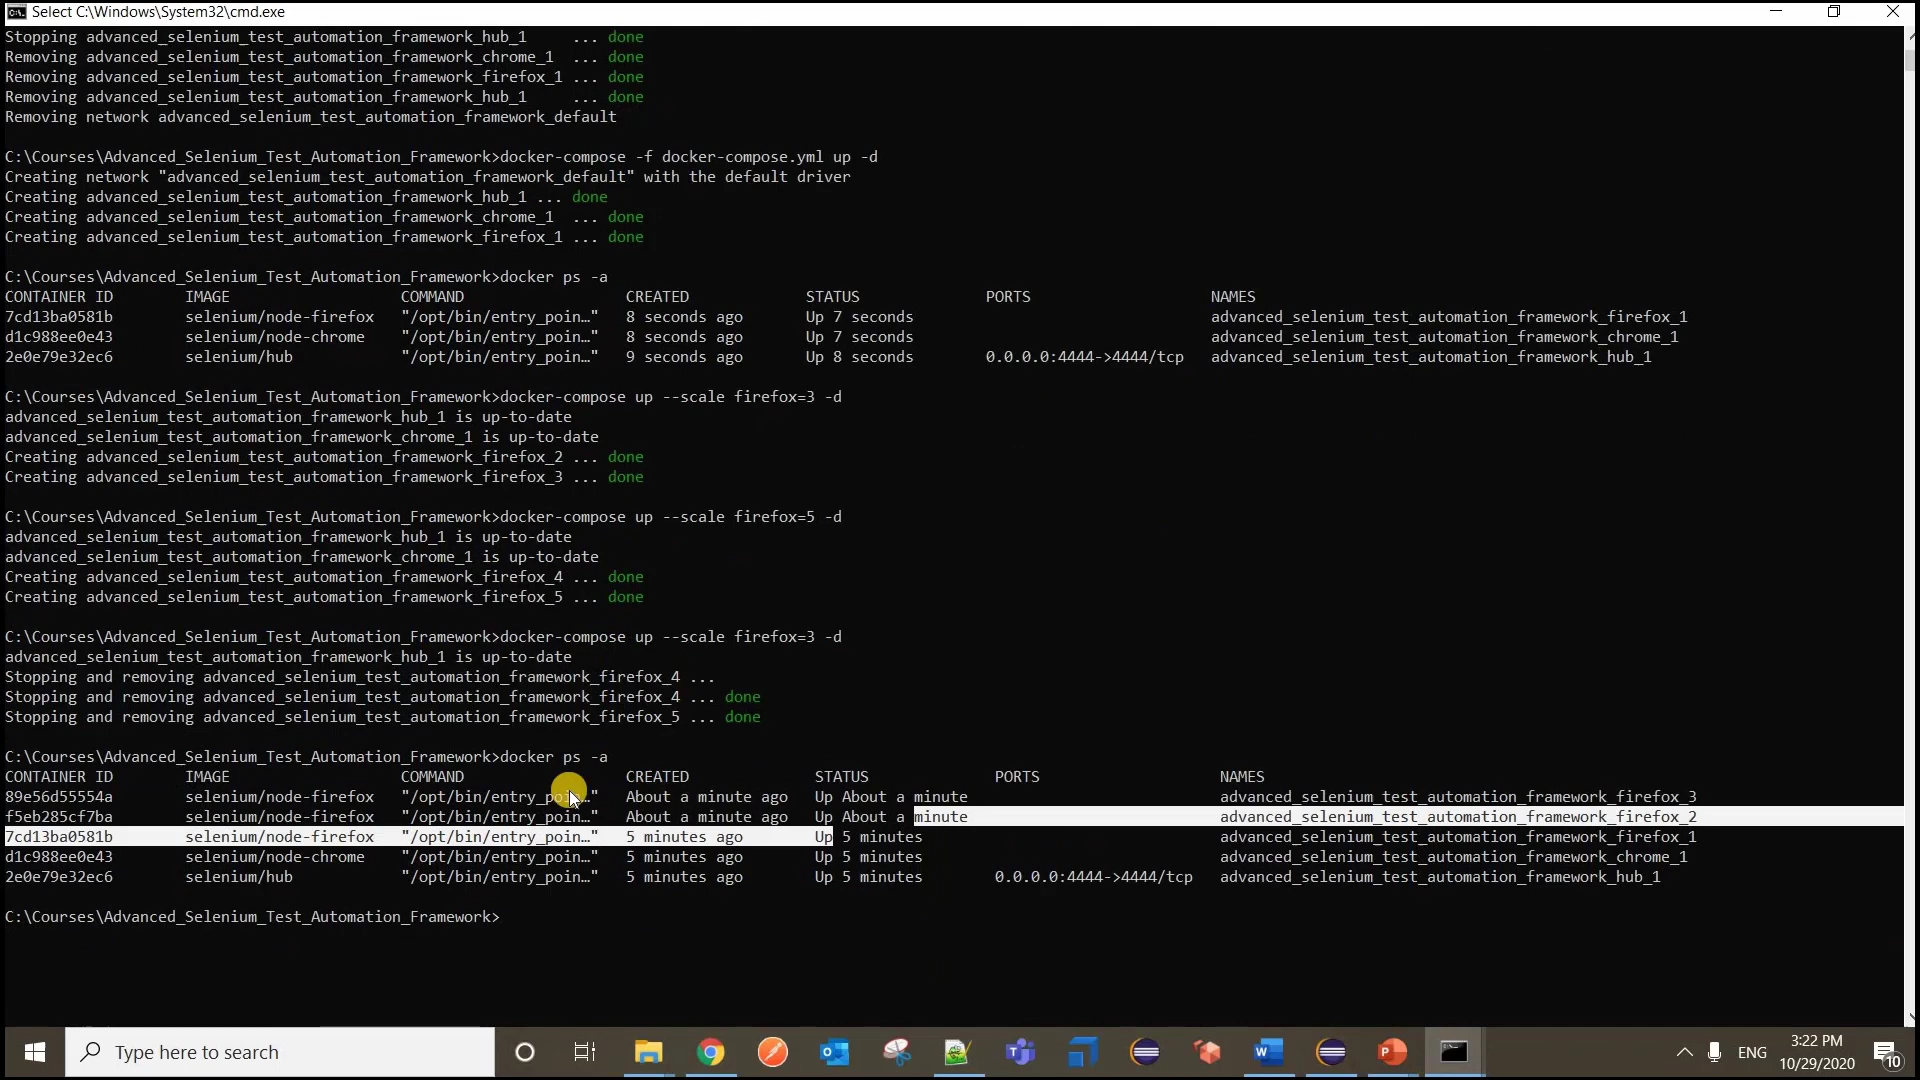 Select C:\Windows\System32\cmd.exe
Stopping advanced_selenium_test_automation_framework_hub_1     ... done
Removing advanced_selenium_test_automation_framework_chrome_1  ... done
Removing advanced_selenium_test_automation_framework_firefox_1 ... done
Removing advanced_selenium_test_automation_framework_hub_1     ... done
Removing network advanced_selenium_test_automation_framework_default
C:\Courses\Advanced_Selenium_Test_Automation_Framework>docker-compose -f docker-compose.yml up -d
Creating network "advanced_selenium_test_automation_framework_default" with the default driver
Creating advanced_selenium_test_automation_framework_hub_1 ... done
Creating advanced_selenium_test_automation_framework_chrome_1  ... done
Creating advanced_selenium_test_automation_framework_firefox_1 ... done
C:\Courses\Advanced_Selenium_Test_Automation_Framework>docker ps -a
CONTAINER ID        IMAGE                   COMMAND                  CREATED             STATUS              PORTS                    NAMES
7cd13ba0581b        selenium/node-firefox   "/opt/bin/entry_poin…"   8 seconds ago       Up 7 seconds                                 advanced_selenium_test_automation_framework_firefox_1
d1c988ee0e43        selenium/node-chrome    "/opt/bin/entry_poin…"   8 seconds ago       Up 7 seconds                                 advanced_selenium_test_automation_framework_chrome_1
2e0e79e32ec6        selenium/hub            "/opt/bin/entry_poin…"   9 seconds ago       Up 8 seconds        0.0.0.0:4444->4444/tcp   advanced_selenium_test_automation_framework_hub_1
C:\Courses\Advanced_Selenium_Test_Automation_Framework>docker-compose up --scale firefox=3 -d
advanced_selenium_test_automation_framework_hub_1 is up-to-date
advanced_selenium_test_automation_framework_chrome_1 is up-to-date
Creating advanced_selenium_test_automation_framework_firefox_2 ... done
Creating advanced_selenium_test_automation_framework_firefox_3 ... done
C:\Courses\Advanced_Selenium_Test_Automation_Framework>docker-compose up --scale firefox=5 -d
advanced_selenium_test_automation_framework_hub_1 is up-to-date
advanced_selenium_test_automation_framework_chrome_1 is up-to-date
Creating advanced_selenium_test_automation_framework_firefox_4 ... done
Creating advanced_selenium_test_automation_framework_firefox_5 ... done
C:\Courses\Advanced_Selenium_Test_Automation_Framework>docker-compose up --scale firefox=3 -d
advanced_selenium_test_automation_framework_hub_1 is up-to-date
Stopping and removing advanced_selenium_test_automation_framework_firefox_4 ...
Stopping and removing advanced_selenium_test_automation_framework_firefox_4 ... done
Stopping and removing advanced_selenium_test_automation_framework_firefox_5 ... done
C:\Courses\Advanced_Selenium_Test_Automation_Framework>docker ps -a
CONTAINER ID        IMAGE                   COMMAND                  CREATED              STATUS              PORTS                    NAMES
89e56d55554a        selenium/node-firefox   "/opt/bin/entry_poin…"   About a minute ago   Up About a minute                            advanced_selenium_test_automation_framework_firefox_3
f5eb285cf7ba        selenium/node-firefox   "/opt/bin/entry_poin…"   About a minute ago   Up About a minute                            advanced_selenium_test_automation_framework_firefox_2
7cd13ba0581b        selenium/node-firefox   "/opt/bin/entry_poin…"   5 minutes ago        Up 5 minutes                                 advanced_selenium_test_automation_framework_firefox_1
d1c988ee0e43        selenium/node-chrome    "/opt/bin/entry_poin…"   5 minutes ago        Up 5 minutes                                 advanced_selenium_test_automation_framework_chrome_1
2e0e79e32ec6        selenium/hub            "/opt/bin/entry_poin…"   5 minutes ago        Up 5 minutes        0.0.0.0:4444->4444/tcp   advanced_selenium_test_automation_framework_hub_1
C:\Courses\Advanced_Selenium_Test_Automation_Framework>
Type here to search
ENG
3:22 PM
10/29/2020
10